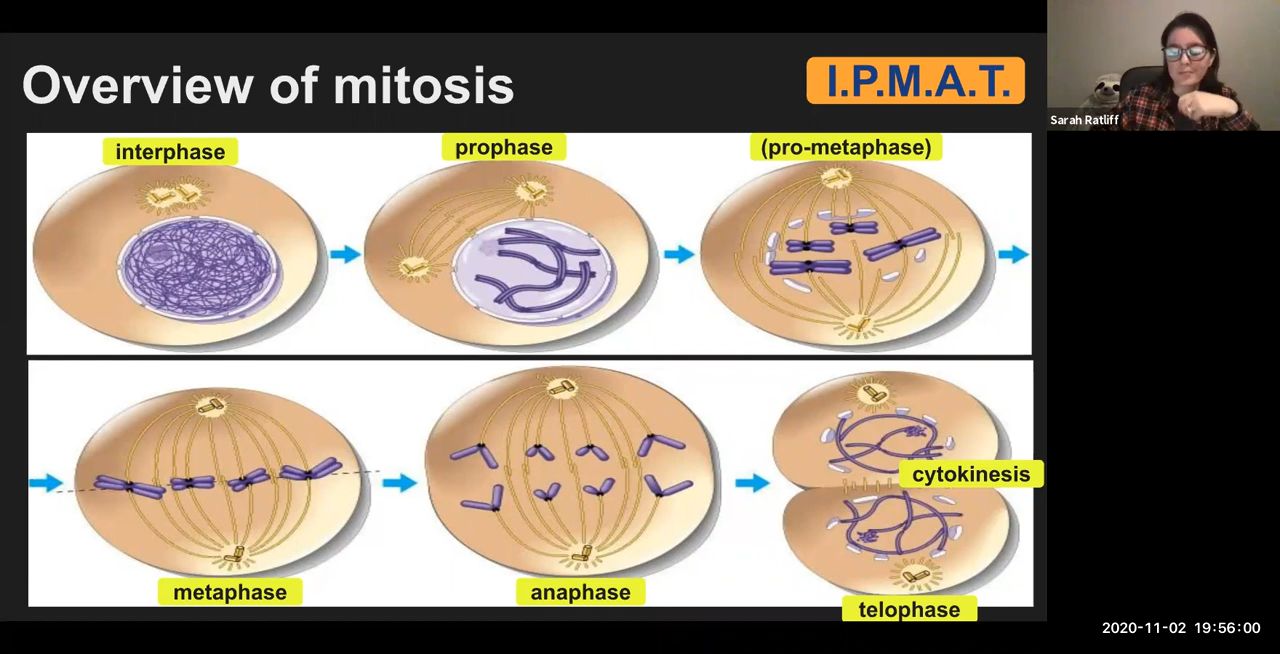 Overview of mitosis
I.P.M.A.T.
Sarah Ratliff
interphase
prophase
(pro-metaphase)
cytokinesis
metaphase
anaphase
telophase
2020-11-02 19:56:00